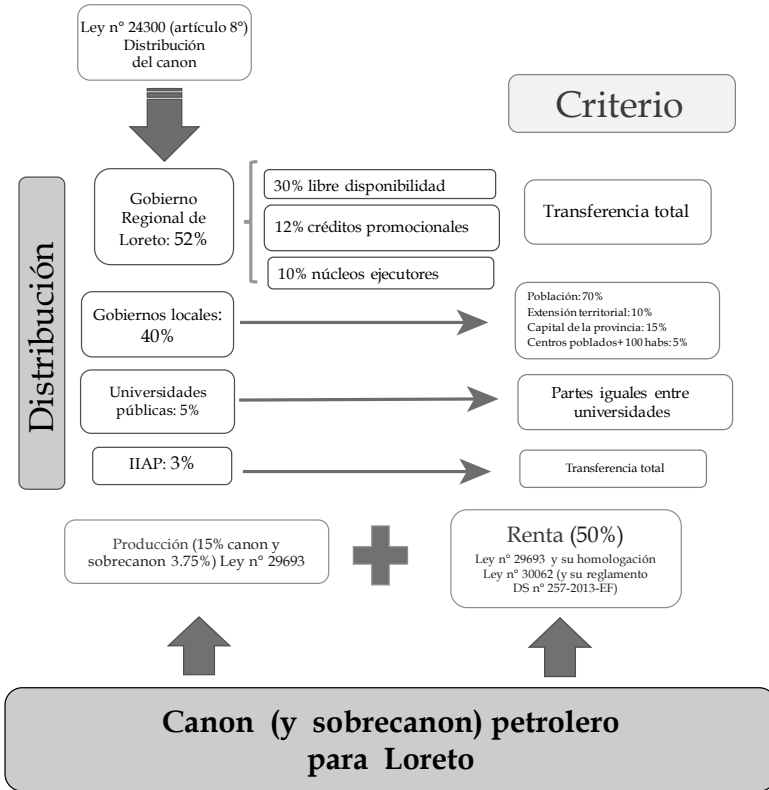 Ley n° 24300 (artículo 8°)
Distribución
del canon
Criterio
Distribución
Gobierno
Regional de
Loreto: 52%
30% libre disponibilidad
12% créditos promocionales
10% núcleos ejecutores
Transferencia total
Gobiernos locales:
40%
Población: 70%
Extensión territorial: 10%
Capital de la provincia: 15%
Centros poblados+ 100 habs: 5%
Universidades
públicas: 5%
Partes iguales entre
universidades
IIAP: 3%
Transferencia total
Producción (15% canon y
sobrecanon 3.75%) Ley n° 29693
Renta (50%)
Ley n° 29693 y su homologación
Ley n° 30062 (y su reglamento
DS n° 257-2013-EF)
Canon (y sobrecanon) petrolero
para Loreto